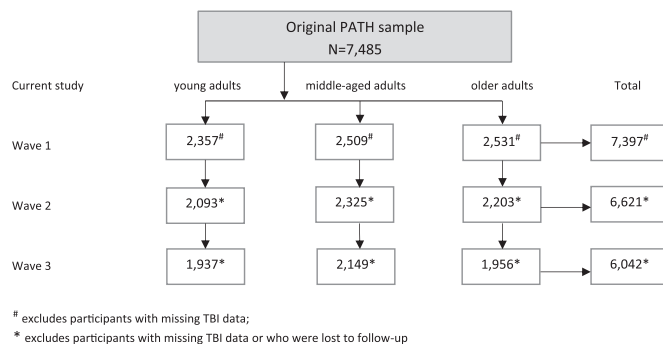 Original PATH sample
N=7,485
Current study young adults middle-aged adults older adults Total
Wave 1 2,357# 2,509# 2,531# 7,397#
Wave 2 2,093* 2,325* 2,203* 6,621*
Wave 3 1,937* 2,149* 1,956* 6,042*
# excludes participants with missing TBI data;
* excludes participants with missing TBI data or who were lost to follow-up